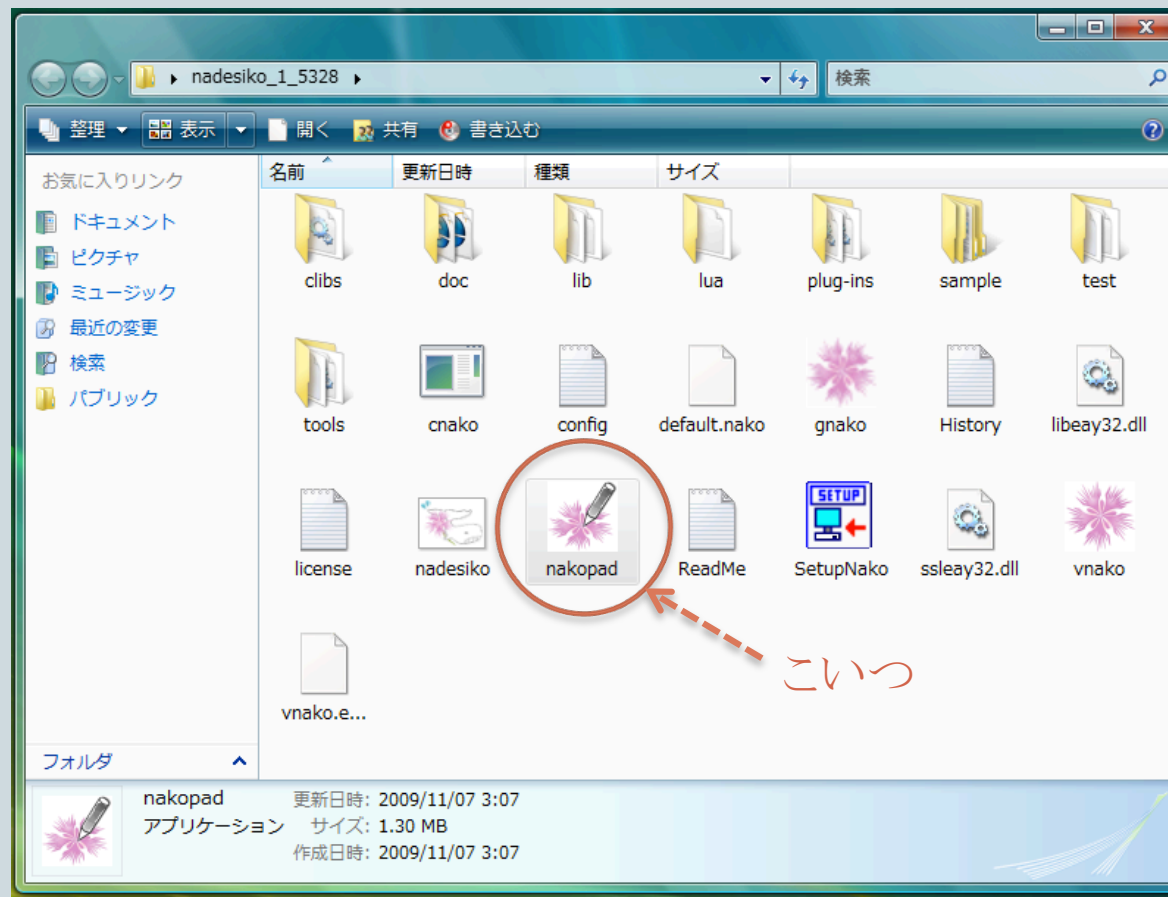 nadesiko_1_5328
検索
整理 表示 開く 共有 書き込む
お気に入りリンク
ドキュメント
ピクチャ
ミュージック
最近の変更
検索
パブリック
フォルダ
名前 更新日時 種類 サイズ
clibs doc lib lua plug-ins sample test
tools cnako config default.nako gnako History libeay32.dll
license nadesiko nakopad ReadMe SETUP SetupNako ssleay32.dll vnako
こいつ
vnako.e...
nakopad 更新日時: 2009/11/07 3:07
アプリケーション サイズ: 1.30 MB
作成日時: 2009/11/07 3:07